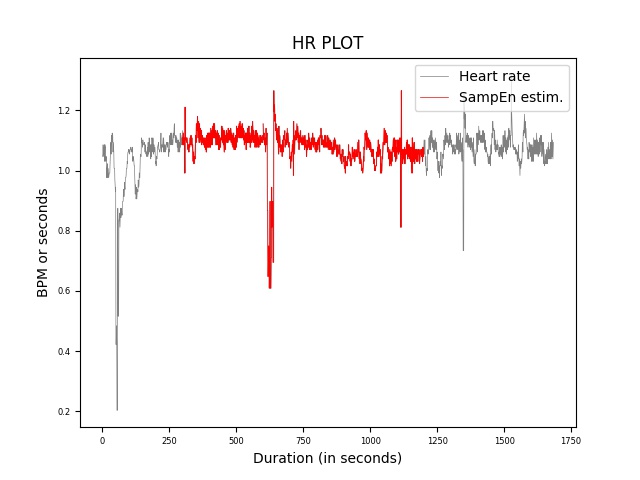 HR PLOT
Heart rate
SampEn estim.
BPM or seconds
1.2
1.0
0.8
0.6
0.4
0.2
0 250 500 750 1000 1250 1500 1750
Duration (in seconds)